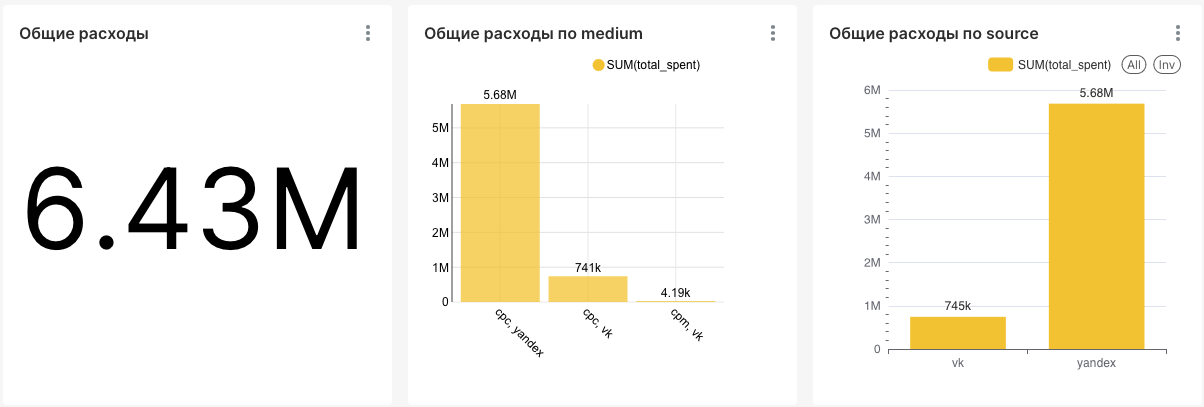 Общие расходы
6.43M
Общие расходы по medium
SUM(total_spent)
5.68M
5M
4M
3M
2M
1M
741k
4.19k
0
cpc, yandex
cpc, vk
cpm, vk
Общие расходы по source
SUM(total_spent) All Inv
6M
5.68M
5M
4M
3M
2M
1M
745k
0
vk
yandex